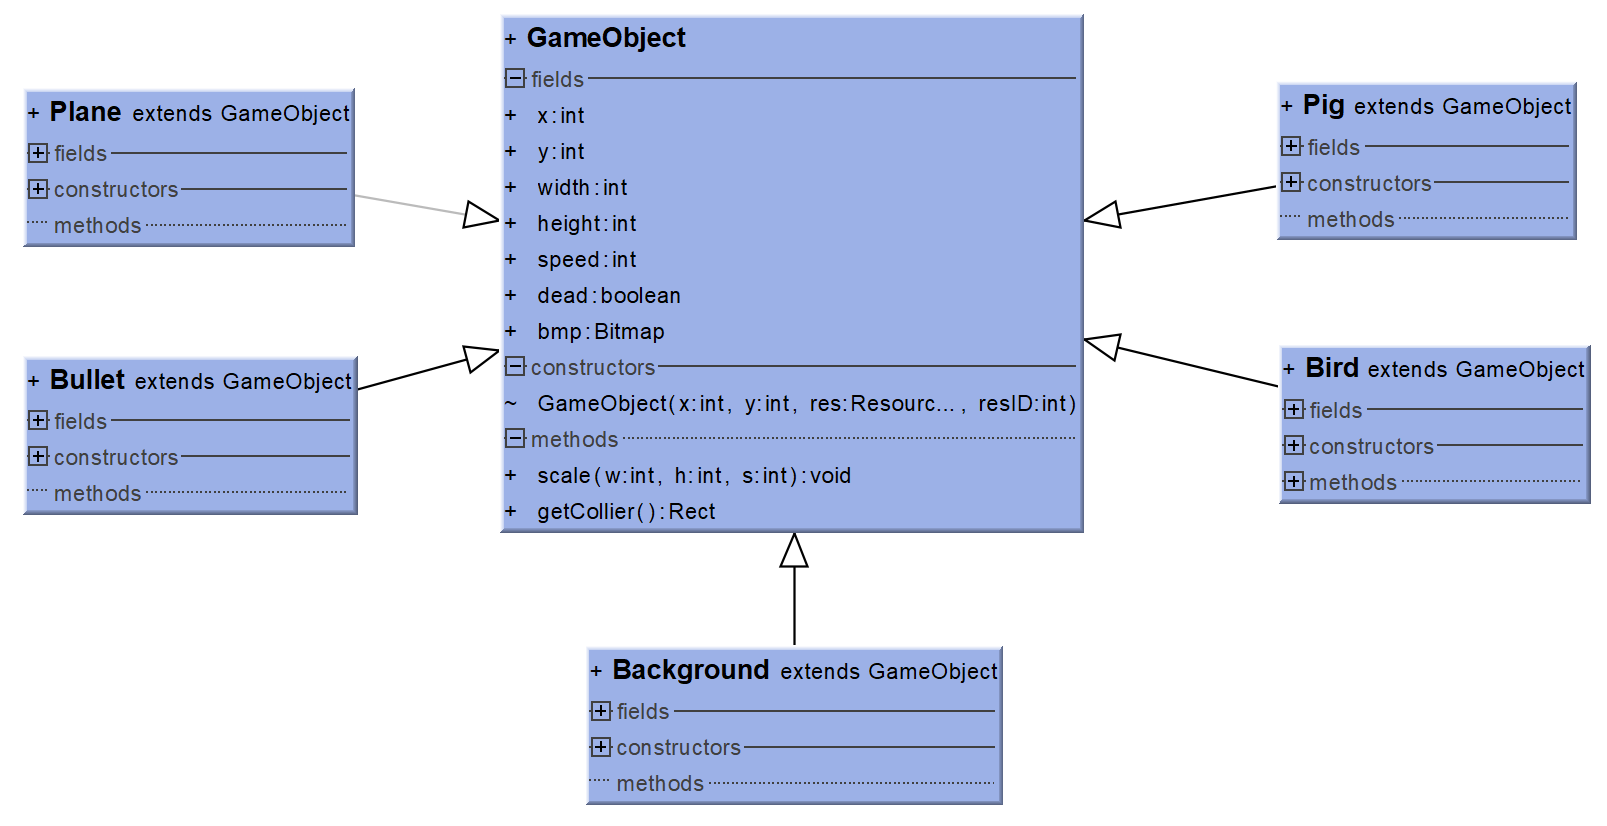 + GameObject
fields
+ x:int
+ y:int
+ width:int
+ height:int
+ speed:int
+ dead:boolean
+ bmp:Bitmap
constructors
~ GameObject(x:int, y:int, res:Resourc..., resID:int)
methods
+ scale(w:int, h:int, s:int):void
+ getCollier():Rect
+ Plane extends GameObject
fields
constructors
methods
+ Bullet extends GameObject
fields
constructors
methods
+ Pig extends GameObject
fields
constructors
methods
+ Bird extends GameObject
fields
constructors
methods
+ Background extends GameObject
fields
constructors
methods